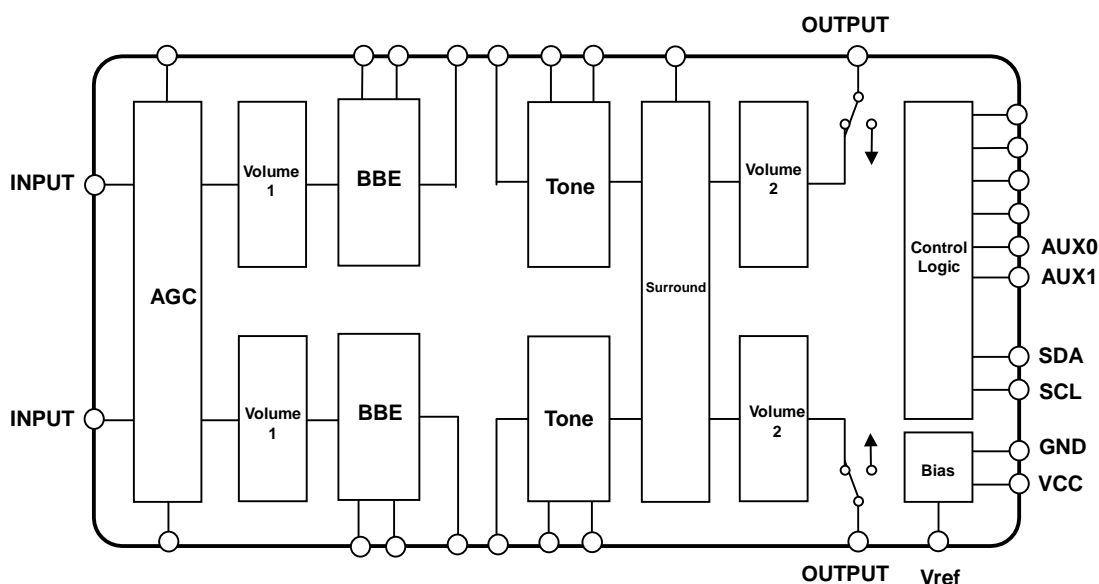 OUTPUT
INPUT
Volume
1
BBE
Tone
Volume
2
Control
Logic
AUX0
AUX1
AGC
Surround
SDA
SCL
INPUT
Volume
1
BBE
Tone
Volume
2
Bias
GND
VCC
OUTPUT
Vref